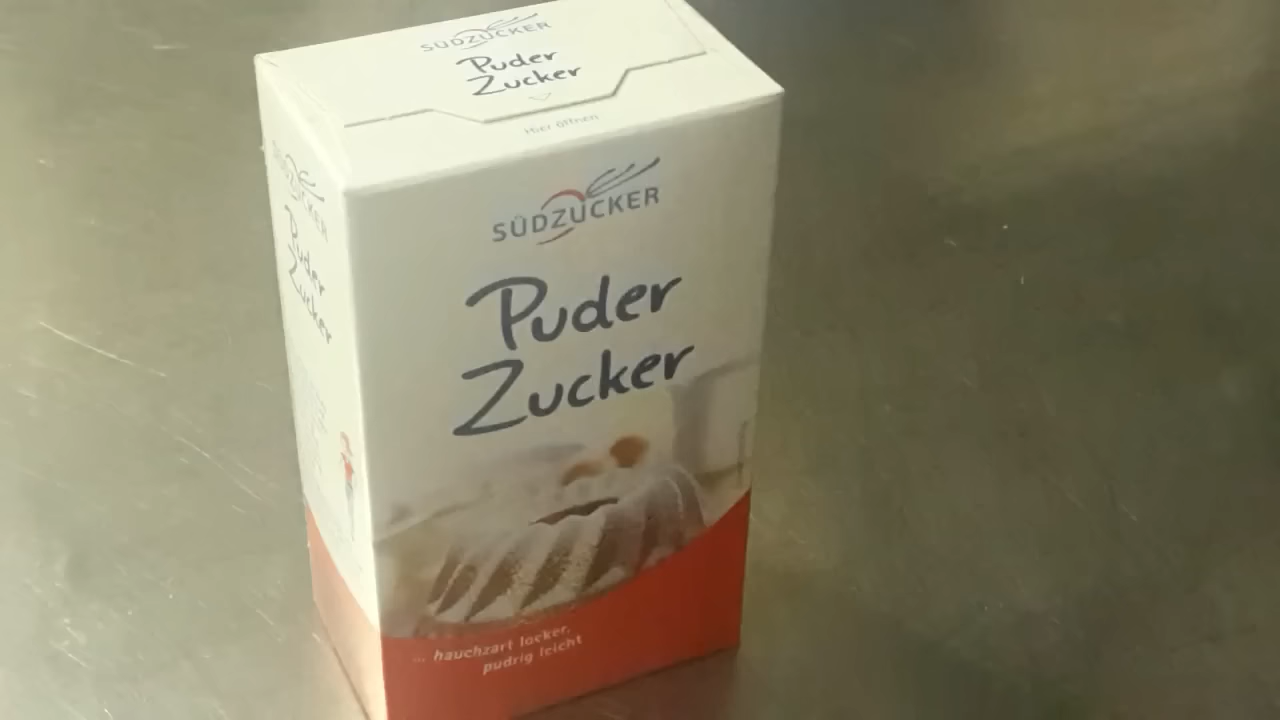 SÜDZUCKER
Puder
Zucker
Hier öffnen
SÜDZUCKER
Puder
Zucker
... hauchzart locker,
pudrig leicht
SÜDZUCKER
Puder
Zucker